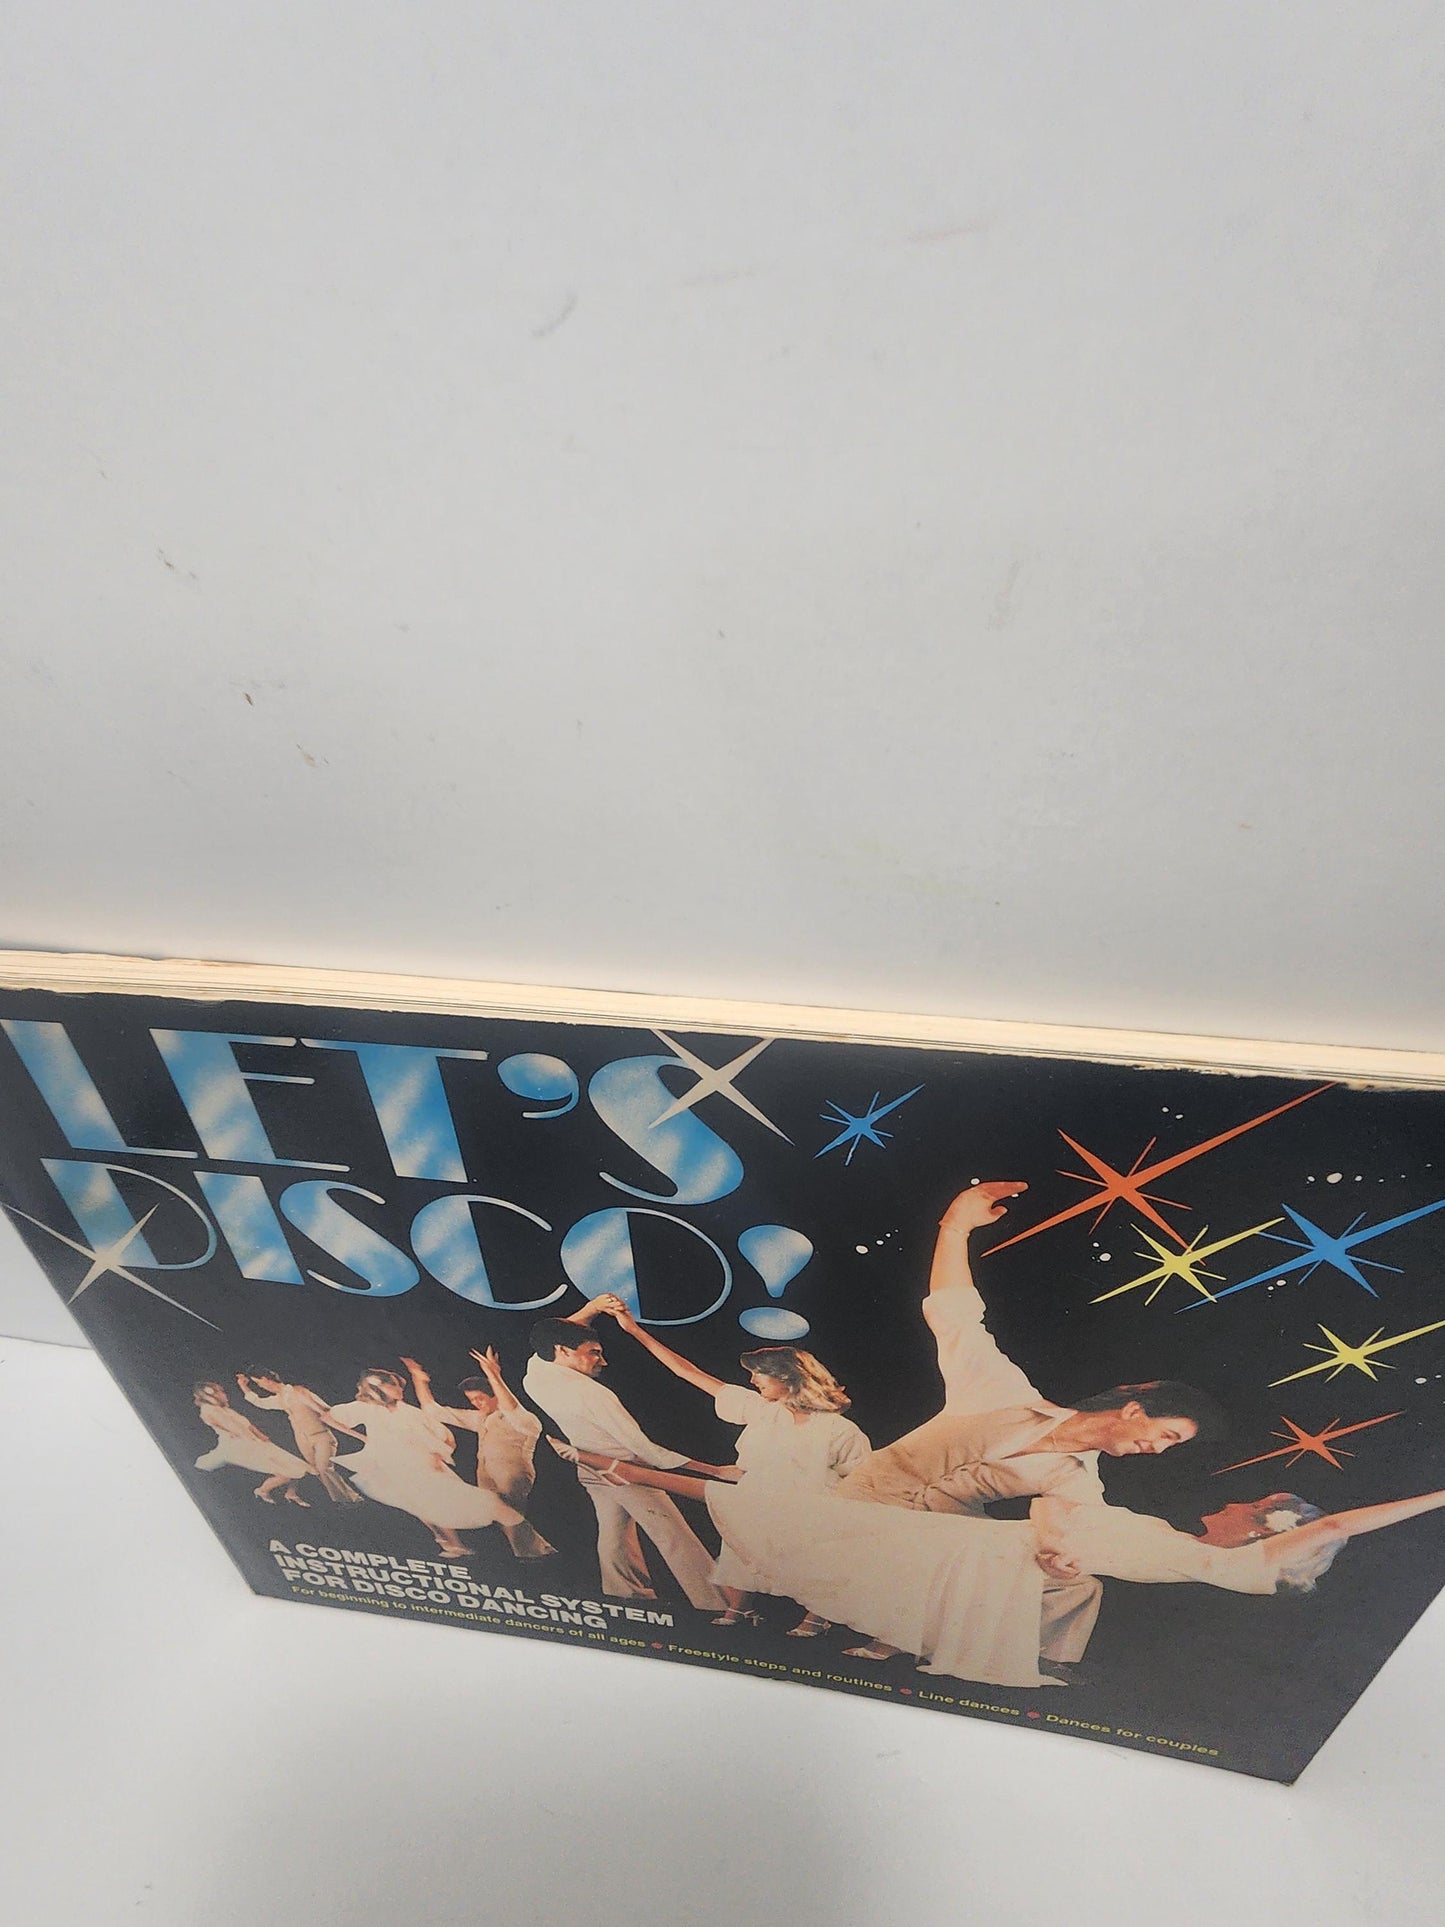 LET'S
DISCO!
A COMPLETE
INSTRUCTIONAL SYSTEM
FOR DISCO DANCING
For beginning to intermediate dancers of all ages • Freestyle steps and routines • Line dances • Dances for couples